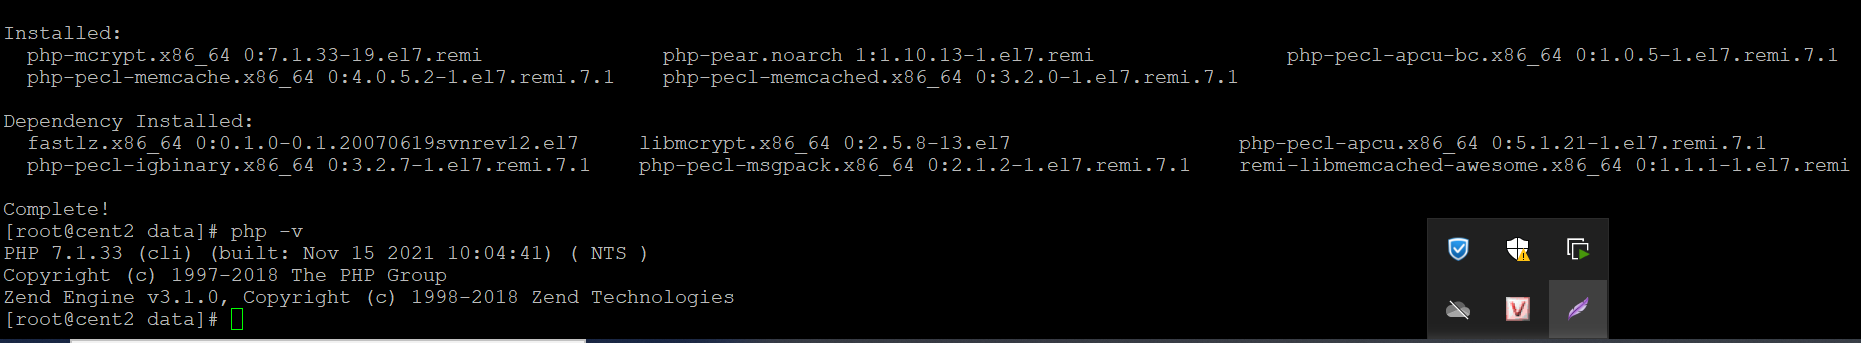 Installed:
php-mcrypt.x86_64 0:7.1.33-19.el7.remi php-pear.noarch 1:1.10.13-1.el7.remi php-pecl-apcu-bc.x86_64 0:1.0.5-1.el7.remi.7.1
php-pecl-memcache.x86_64 0:4.0.5.2-1.el7.remi.7.1 php-pecl-memcached.x86_64 0:3.2.0-1.el7.remi.7.1
Dependency Installed:
fastlz.x86_64 0:0.1.0-0.1.20070619svnrev12.el7 libmcrypt.x86_64 0:2.5.8-13.el7 php-pecl-apcu.x86_64 0:5.1.21-1.el7.remi.7.1
php-pecl-igbinary.x86_64 0:3.2.7-1.el7.remi.7.1 php-pecl-msgpack.x86_64 0:2.1.2-1.el7.remi.7.1 remi-libmemcached-awesome.x86_64 0:1.1.1-1.el7.remi
Complete!
[root@cent2 data]# php -v
PHP 7.1.33 (cli) (built: Nov 15 2021 10:04:41) ( NTS )
Copyright (c) 1997-2018 The PHP Group
Zend Engine v3.1.0, Copyright (c) 1998-2018 Zend Technologies
[root@cent2 data]#
V